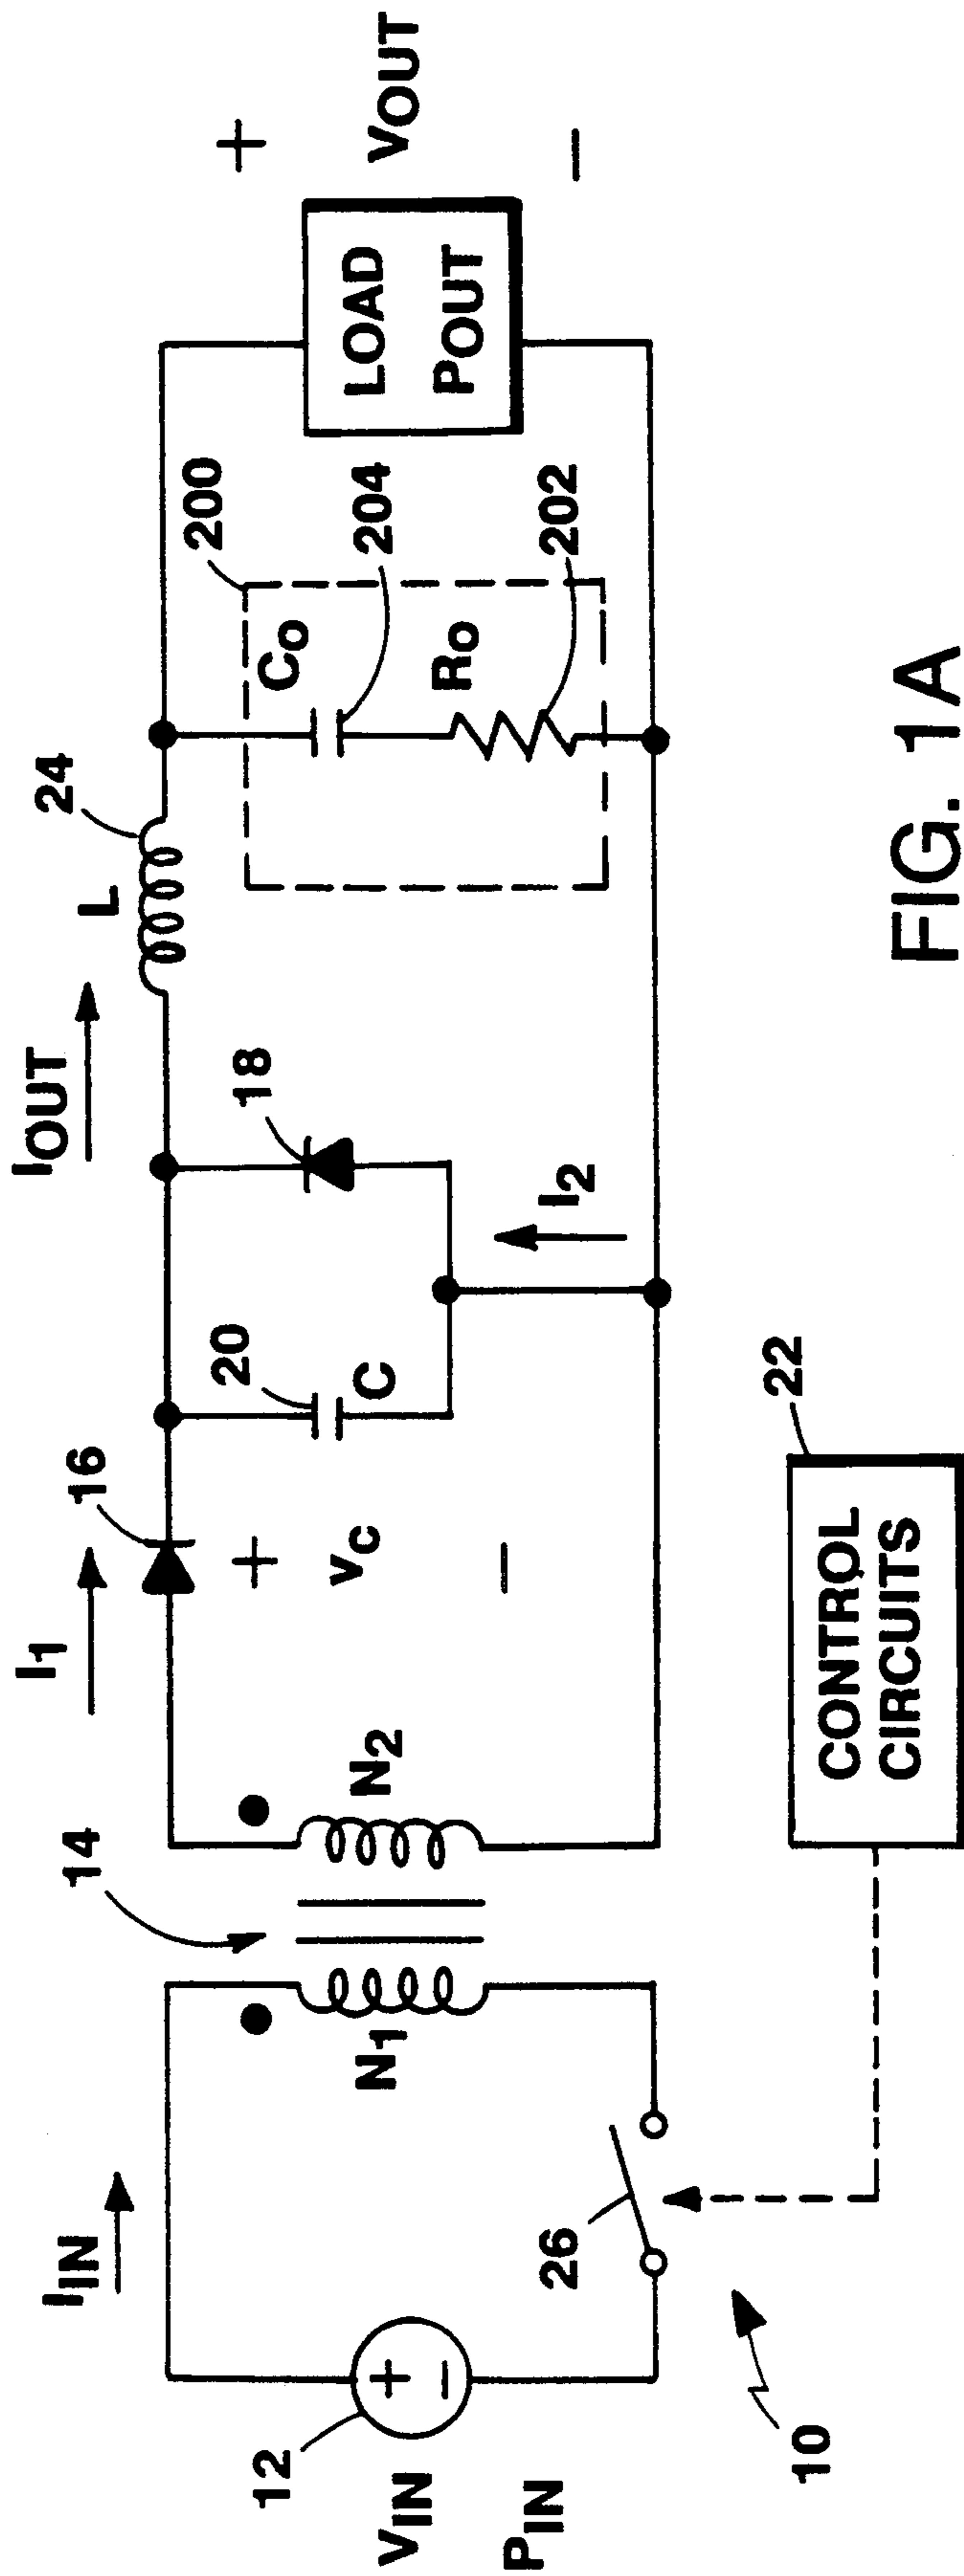 I1
IOUT
IIN
16
L
24
14
20
18
200
+
VC
−
C
I2
CO
204
RO
202
N1
N2
12
+
−
VIN
PIN
26
10
LOAD
POUT
+
VOUT
−
22
CONTROL
CIRCUITS
FIG. 1A